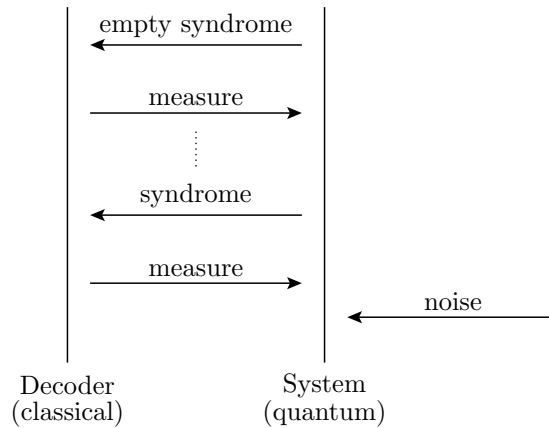 empty syndrome
measure
syndrome
measure
noise
Decoder
(classical)
System
(quantum)